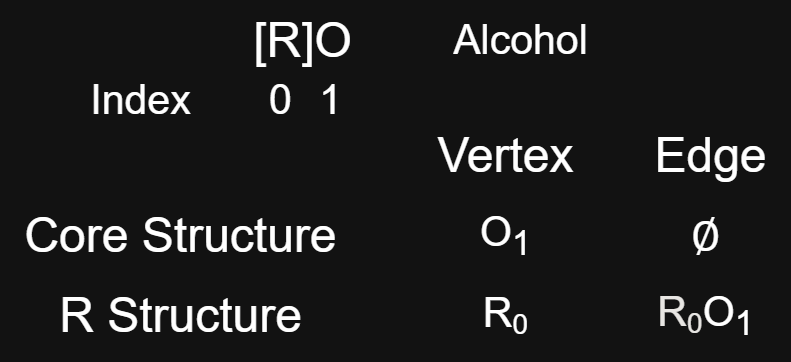 [R]O Alcohol
Index 0 1
Vertex Edge
Core Structure O₁ ∅
R Structure R₀ R₀O₁